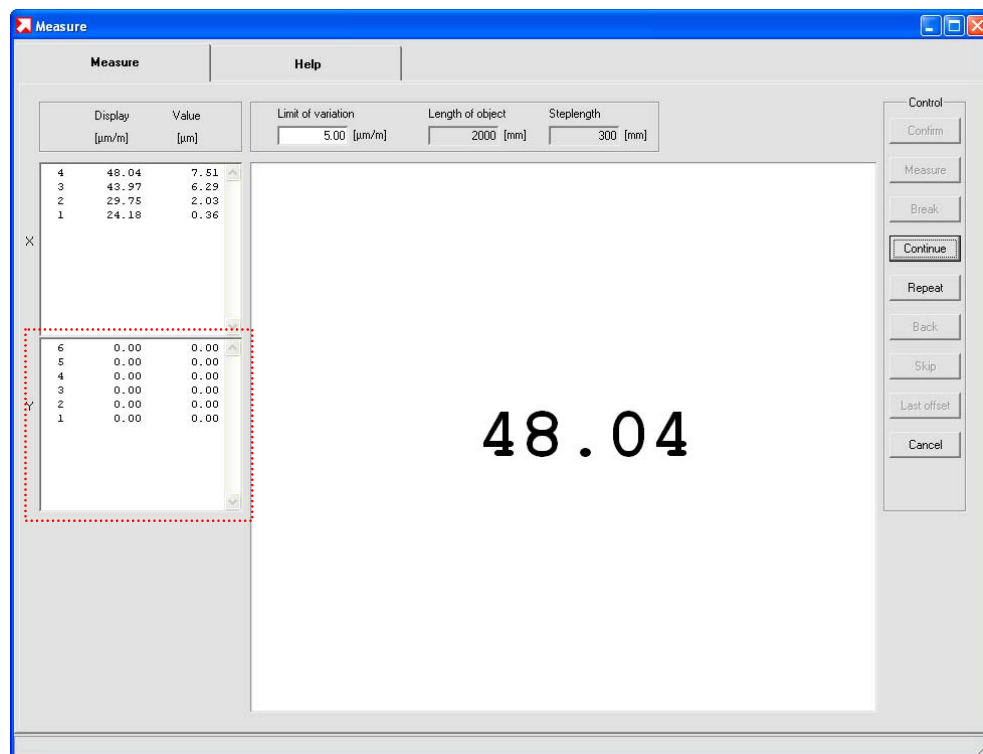 Measure
Measure Help
Display Value
[µm/m] [µm]
Limit of variation Length of object Steplength
5.00 [µm/m] 2000 [mm] 300 [mm]
X
4 48.04 7.51
3 43.97 6.29
2 29.75 2.03
1 24.18 0.36
Y
6 0.00 0.00
5 0.00 0.00
4 0.00 0.00
3 0.00 0.00
2 0.00 0.00
1 0.00 0.00
48.04
Control
Confirm
Measure
Break
Continue
Repeat
Back
Skip
Last offset
Cancel